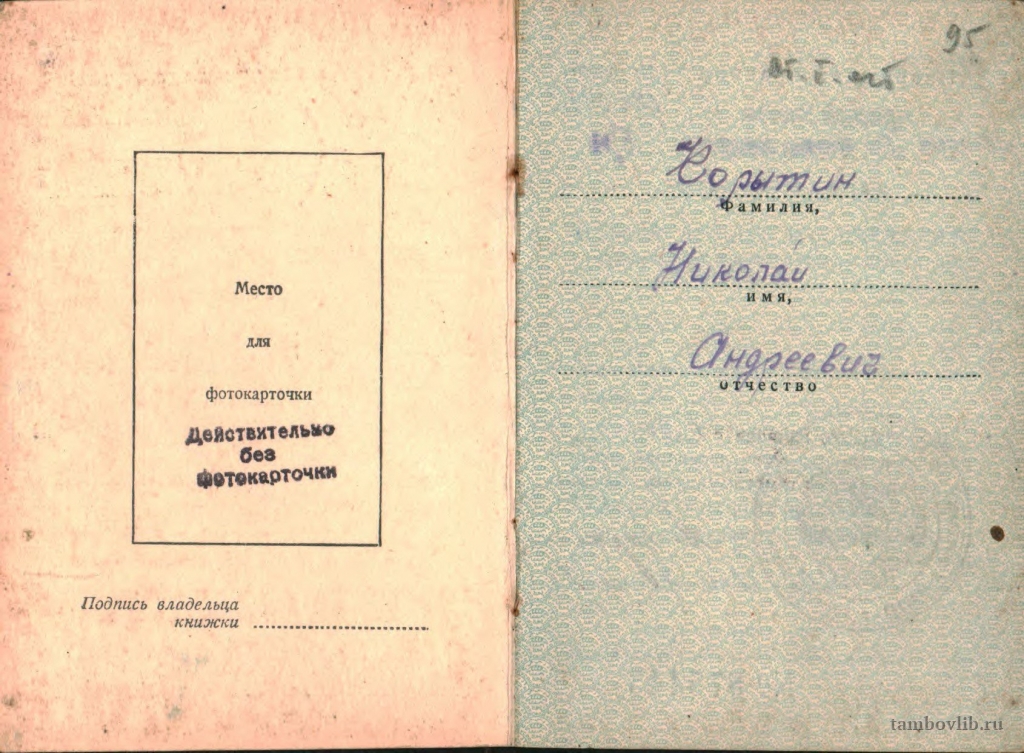 Место
для
фотокарточки
Действительно
без
фотокарточки
Подпись владельца
книжки
95
Корытин
Фамилия,
Николай
имя,
Андреевич
отчество
tambovlib.ru